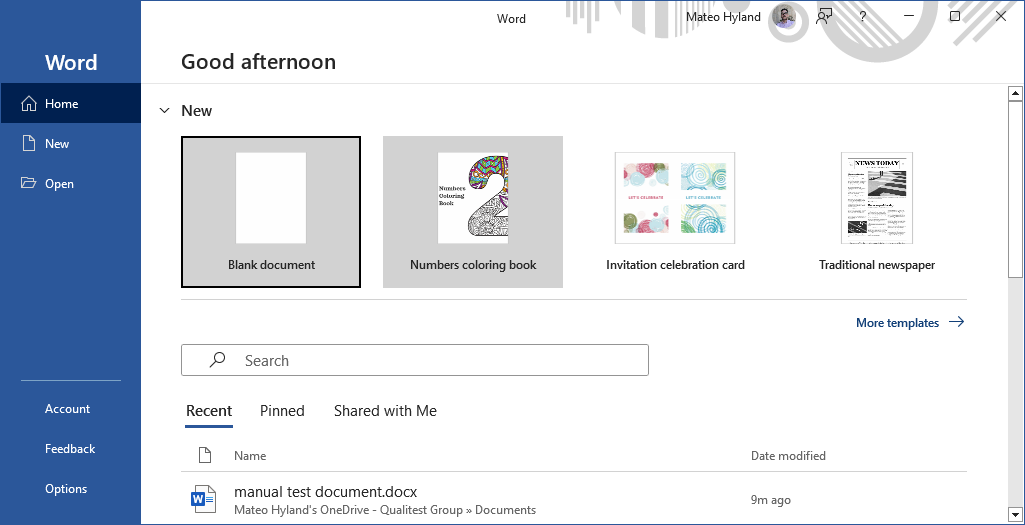 Word
Mateo Hyland
?
Word
Good afternoon
Home
New
Open
New
Numbers
Coloring
Book
2
LET'S CELEBRATE
LET'S CELEBRATE
NEWS TODAY
Blank document
Numbers coloring book
Invitation celebration card
Traditional newspaper
More templates
Search
Recent
Pinned
Shared with Me
Name
Date modified
W
manual test document.docx
Mateo Hyland's OneDrive - Qualitest Group » Documents
9m ago
Account
Feedback
Options